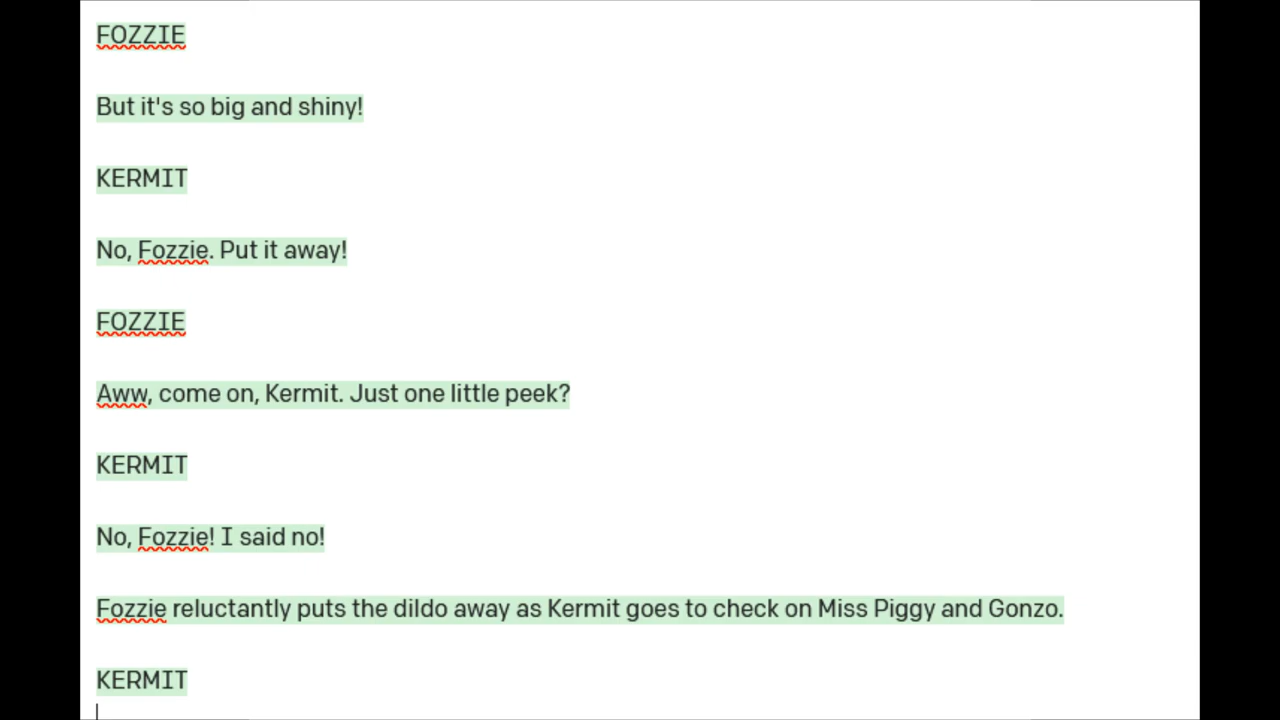 FOZZIE
But it's so big and shiny!
KERMIT
No, Fozzie. Put it away!
FOZZIE
Aww, come on, Kermit. Just one little peek?
KERMIT
No, Fozzie! I said no!
Fozzie reluctantly puts the dildo away as Kermit goes to check on Miss Piggy and Gonzo.
KERMIT